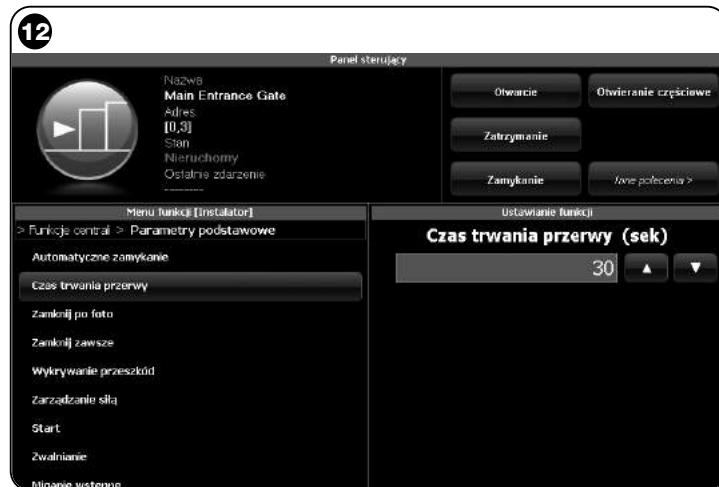 12
Panel sterujący
Nazwa
Main Entrance Gate
Adres
[0,3]
Stan
Nieruchomy
Ostatnie zdarzenie
--------
Otwarcie
Otwieranie częściowe
Zatrzymanie
Zamykanie
Inne polecenia >
Menu funkcji [Instalator]
> Funkcje central > Parametry podstawowe
Automatyczne zamykanie
Czas trwania przerwy
Zamknij po foto
Zamknij zawsze
Wykrywanie przeszkód
Zarządzanie siłą
Start
Zwalnianie
Miganie wstępne
Ustawianie funkcji
Czas trwania przerwy (sek)
30